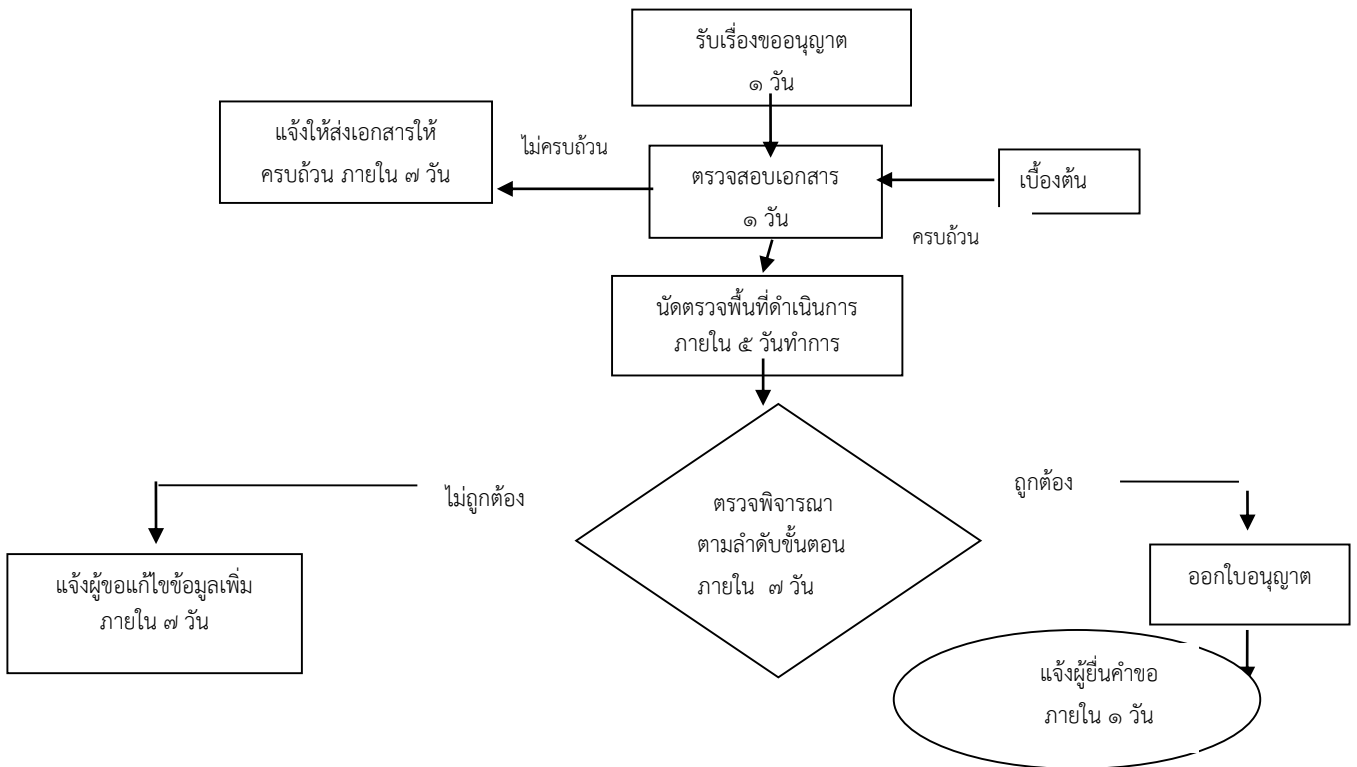 รับเรื่องขออนุญาต
๑ วัน
แจ้งให้ส่งเอกสารให้
ครบถ้วน ภายใน ๗ วัน
ไม่ครบถ้วน
ตรวจสอบเอกสาร
๑ วัน
เบื้องต้น
ครบถ้วน
นัดตรวจพื้นที่ดำเนินการ
ภายใน ๕ วันทำการ
ไม่ถูกต้อง
ตรวจพิจารณา
ตามลำดับขั้นตอน
ภายใน ๗ วัน
ถูกต้อง
แจ้งผู้ขอแก้ไขข้อมูลเพิ่ม
ภายใน ๗ วัน
ออกใบอนุญาต
แจ้งผู้ยื่นคำขอ
ภายใน ๑ วัน